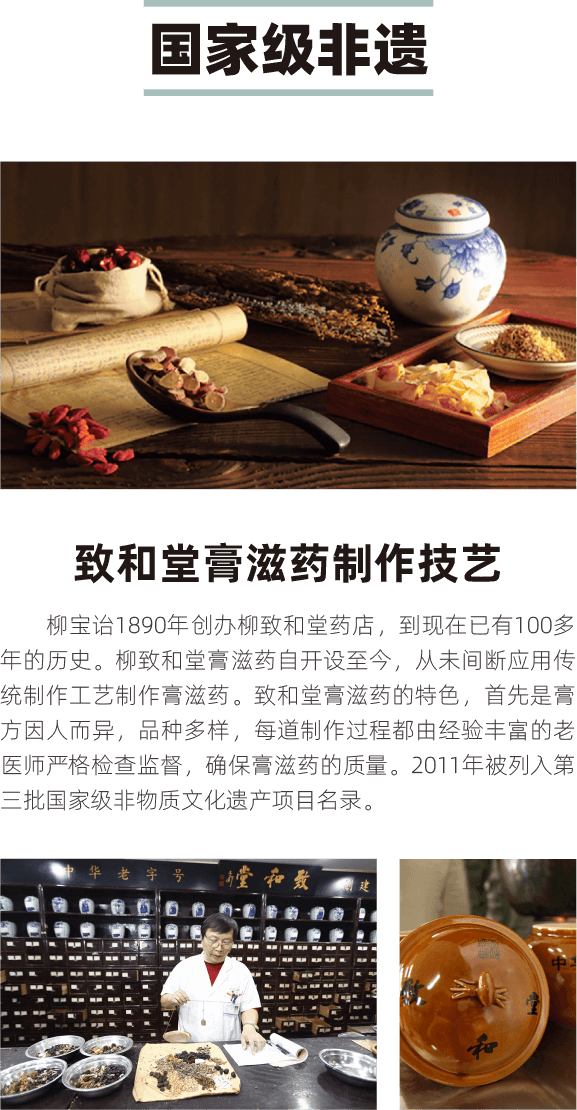 国家级非遗
致和堂膏滋药制作技艺
柳宝诒1890年创办柳致和堂药店，到现在已有100多
年的历史。柳致和堂膏滋药自开设至今，从未间断应用传
统制作工艺制作膏滋药。致和堂膏滋药的特色，首先是膏
方因人而异，品种多样，每道制作过程都由经验丰富的老
医师严格检查监督，确保膏滋药的质量。2011年被列入第
三批国家级非物质文化遗产项目名录。
中华老字号
堂和致
建
中
致 堂
和